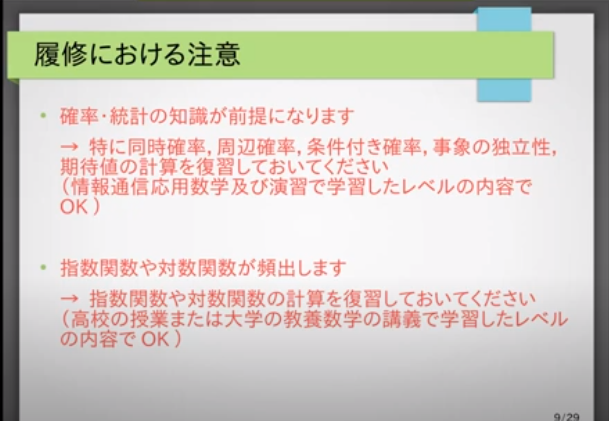 履修における注意
• 確率・統計の知識が前提になります
→ 特に同時確率, 周辺確率, 条件付き確率, 事象の独立性,
期待値の計算を復習しておいてください
（情報通信応用数学及び演習で学習したレベルの内容で
OK ）
• 指数関数や対数関数が頻出します
→ 指数関数や対数関数の計算を復習しておいてください
（高校の授業または大学の教養数学の講義で学習したレベル
の内容で OK ）
9/29